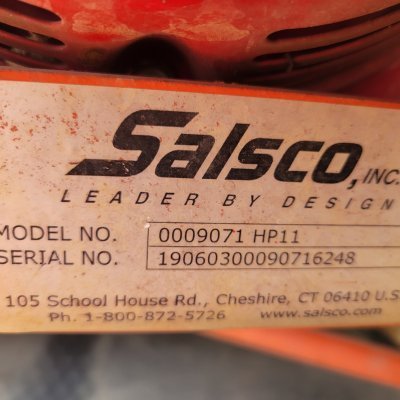 Salsco, INC.
LEADER BY DESIGN
MODEL NO. 0009071 HP.11
SERIAL NO. 19060300090716248
105 School House Rd., Cheshire, CT 06410 U.S
Ph. 1-800-872-5726 www.salsco.com